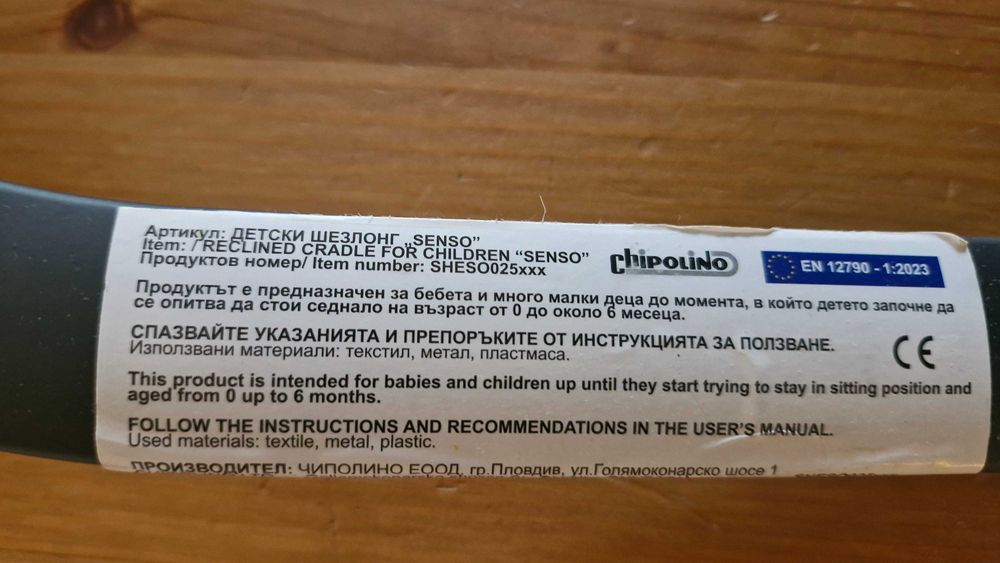 Артикул: ДЕТСКИ ШЕЗЛОНГ „SENSO”
Item: / RECLINED CRADLE FOR CHILDREN “SENSO”
Продуктов номер/ Item number: SHESO025xxx
chipolino
EN 12790 - 1:2023
Продуктът е предназначен за бебета и много малки деца до момента, в който детето започне да
се опитва да стои седнало на възраст от 0 до около 6 месеца.
СПАЗВАЙТЕ УКАЗАНИЯТА И ПРЕПОРЪКИТЕ ОТ ИНСТРУКЦИЯТА ЗА ПОЛЗВАНЕ.
Използвани материали: текстил, метал, пластмаса.
CE
This product is intended for babies and children up until they start trying to stay in sitting position and
aged from 0 up to 6 months.
FOLLOW THE INSTRUCTIONS AND RECOMMENDATIONS IN THE USER’S MANUAL.
Used materials: textile, metal, plastic.
ПРОИЗВОДИТЕЛ: ЧИПОЛИНО ЕООД, гр.Пловдив, ул.Голямоконарско шосе 1